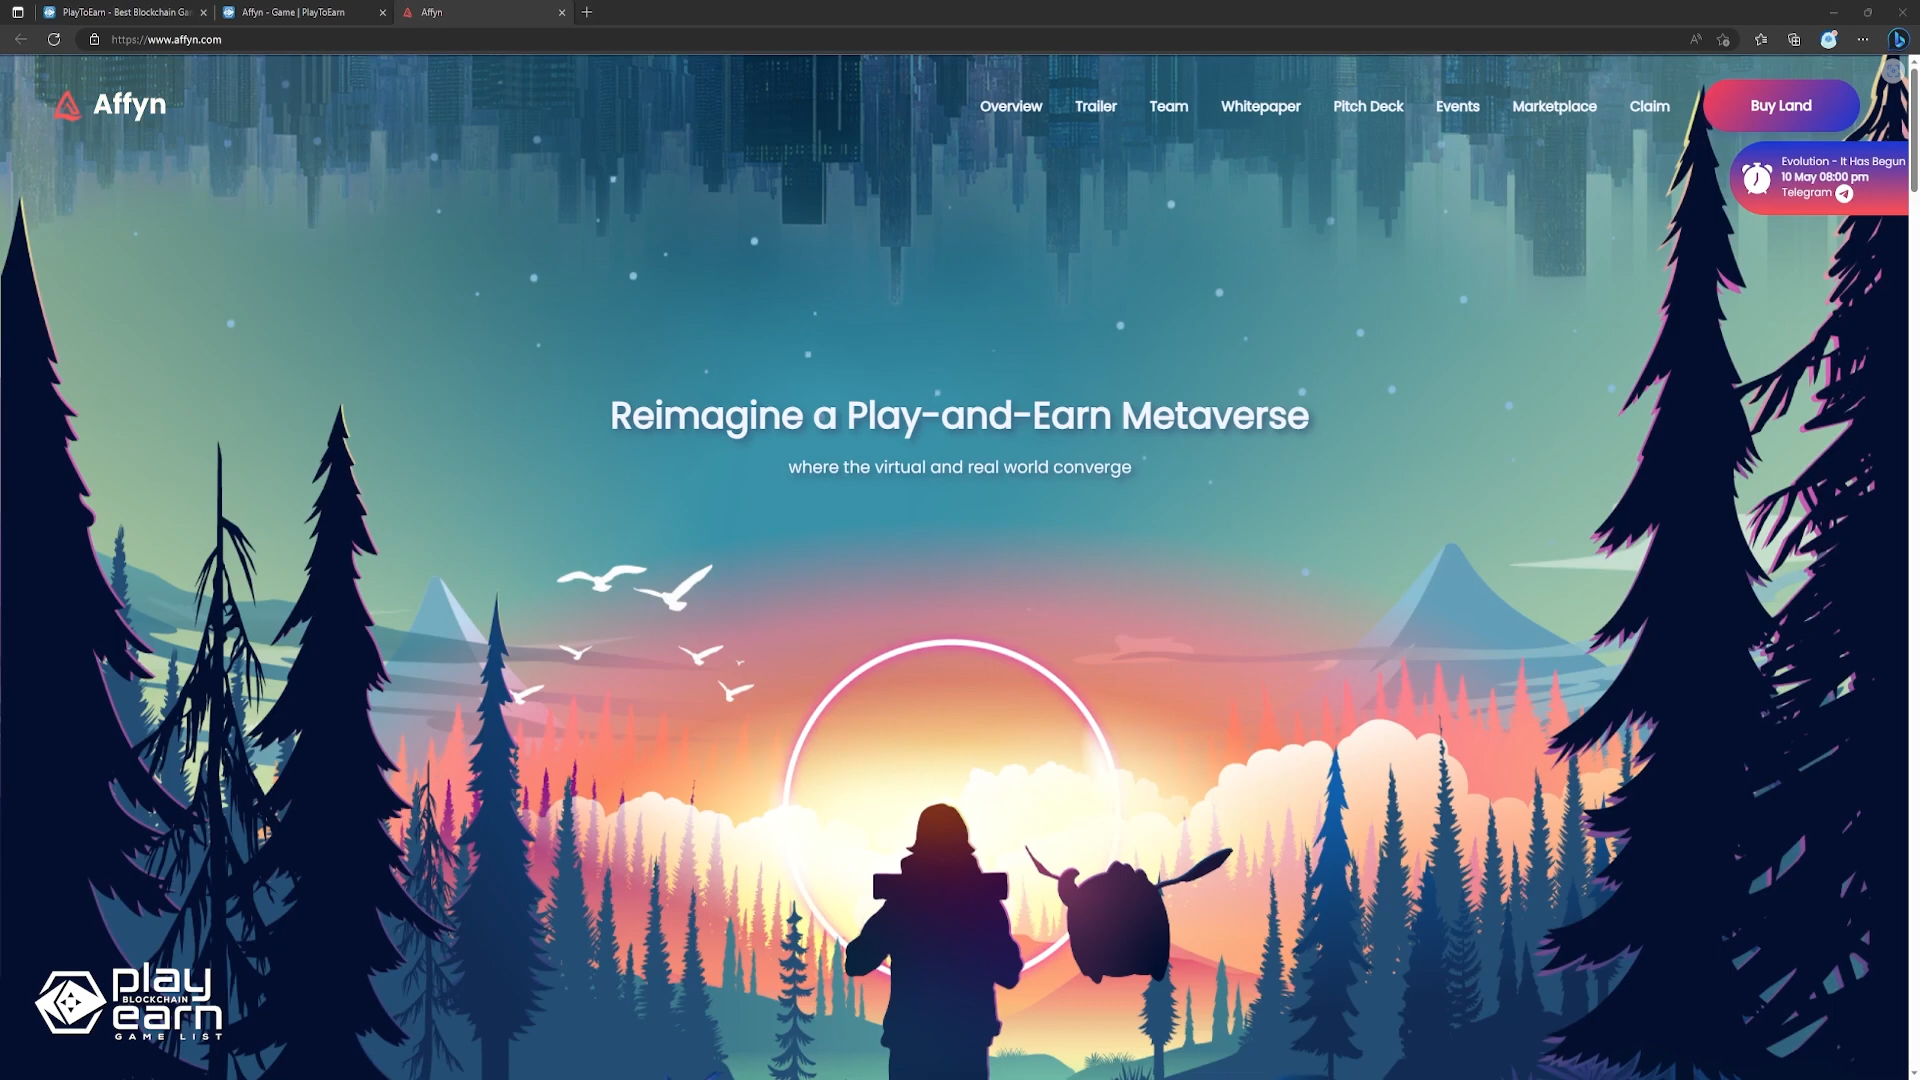 PlayToEarn - Best Blockchain Gam
Affyn - Game | PlayToEarn
Affyn
https://www.affyn.com
Affyn
Overview
Trailer
Team
Whitepaper
Pitch Deck
Events
Marketplace
Claim
Buy Land
Evolution - It Has Begun
10 May 08:00 pm
Telegram
Reimagine a Play-and-Earn Metaverse
where the virtual and real world converge
play
BLOCKCHAIN
earn
GAME LIST